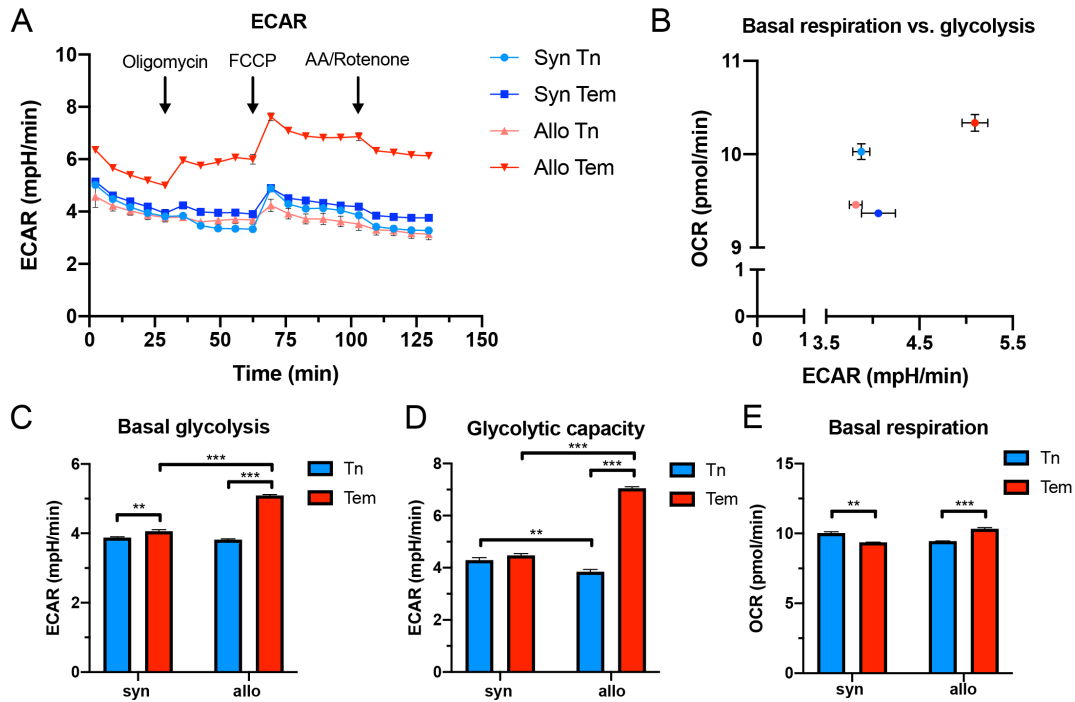 A
ECAR
ECAR (mpH/min)
10
8
6
4
2
0
Oligomycin
FCCP
AA/Rotenone
0
25
50
75
100
125
150
Time (min)
Syn Tn
Syn Tem
Allo Tn
Allo Tem
B
Basal respiration vs. glycolysis
OCR (pmol/min)
11
10
9
1
0
0
1
3.5
4.5
5.5
ECAR (mpH/min)
C
Basal glycolysis
ECAR (mpH/min)
6
4
2
0
**
***
***
syn
allo
Tn
Tem
D
Glycolytic capacity
ECAR (mpH/min)
8
6
4
2
0
**
***
***
syn
allo
Tn
Tem
E
Basal respiration
OCR (pmol/min)
15
10
5
0
**
***
syn
allo
Tn
Tem